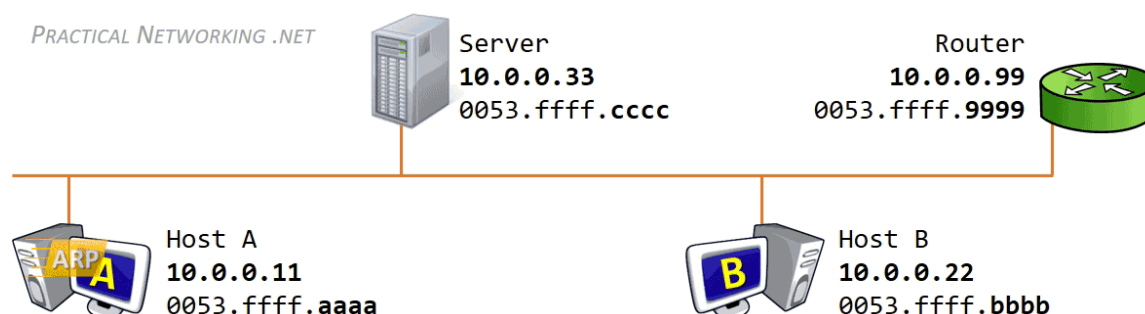 PRACTICAL NETWORKING .NET
Server
10.0.0.33
0053.ffff.cccc
Router
10.0.0.99
0053.ffff.9999
ARP
A
Host A
10.0.0.11
0053.ffff.aaaa
B
Host B
10.0.0.22
0053.ffff.bbbb